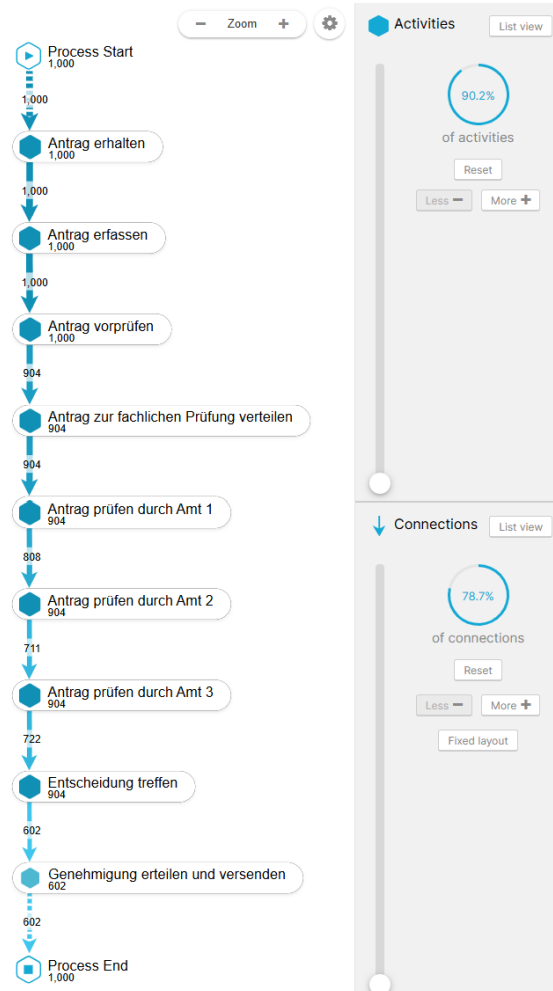 − Zoom +
Process Start
1,000
1,000
Antrag erhalten
1,000
1,000
Antrag erfassen
1,000
1,000
Antrag vorprüfen
1,000
904
Antrag zur fachlichen Prüfung verteilen
904
904
Antrag prüfen durch Amt 1
904
808
Antrag prüfen durch Amt 2
904
711
Antrag prüfen durch Amt 3
904
722
Entscheidung treffen
904
602
Genehmigung erteilen und versenden
602
602
Process End
1,000
Activities
List view
90.2%
of activities
Reset
Less −
More +
Connections
List view
78.7%
of connections
Reset
Less −
More +
Fixed layout